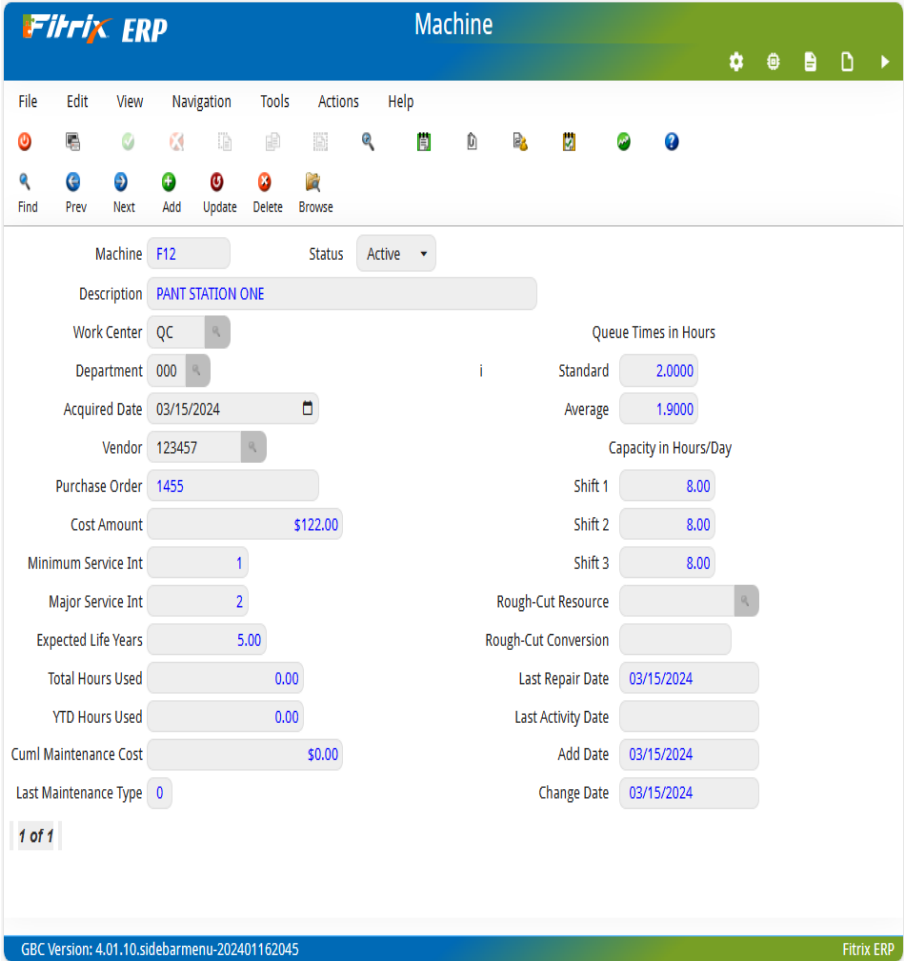 Fitrix ERP
Machine
File Edit View Navigation Tools Actions Help
Find Prev Next Add Update Delete Browse
Machine F12 Status Active
Description PANT STATION ONE
Work Center QC Queue Times in Hours
Department 000 i Standard 2.0000
Acquired Date 03/15/2024 Average 1.9000
Vendor 123457 Capacity in Hours/Day
Purchase Order 1455 Shift 1 8.00
Cost Amount $122.00 Shift 2 8.00
Minimum Service Int 1 Shift 3 8.00
Major Service Int 2 Rough-Cut Resource
Expected Life Years 5.00 Rough-Cut Conversion
Total Hours Used 0.00 Last Repair Date 03/15/2024
YTD Hours Used 0.00 Last Activity Date
Cuml Maintenance Cost $0.00 Add Date 03/15/2024
Last Maintenance Type 0 Change Date 03/15/2024
1 of 1
GBC Version: 4.01.10.sidebarmenu-202401162045 Fitrix ERP